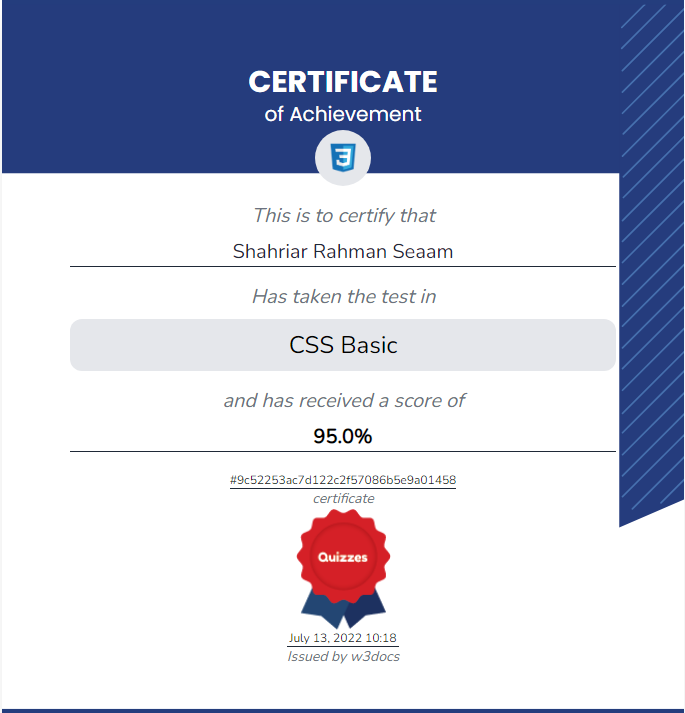 CERTIFICATE
of Achievement
3
This is to certify that
Shahriar Rahman Seaam
Has taken the test in
CSS Basic
and has received a score of
95.0%
#9c52253ac7d122c2f57086b5e9a01458
certificate
Quizzes
July 13, 2022 10:18
Issued by w3docs